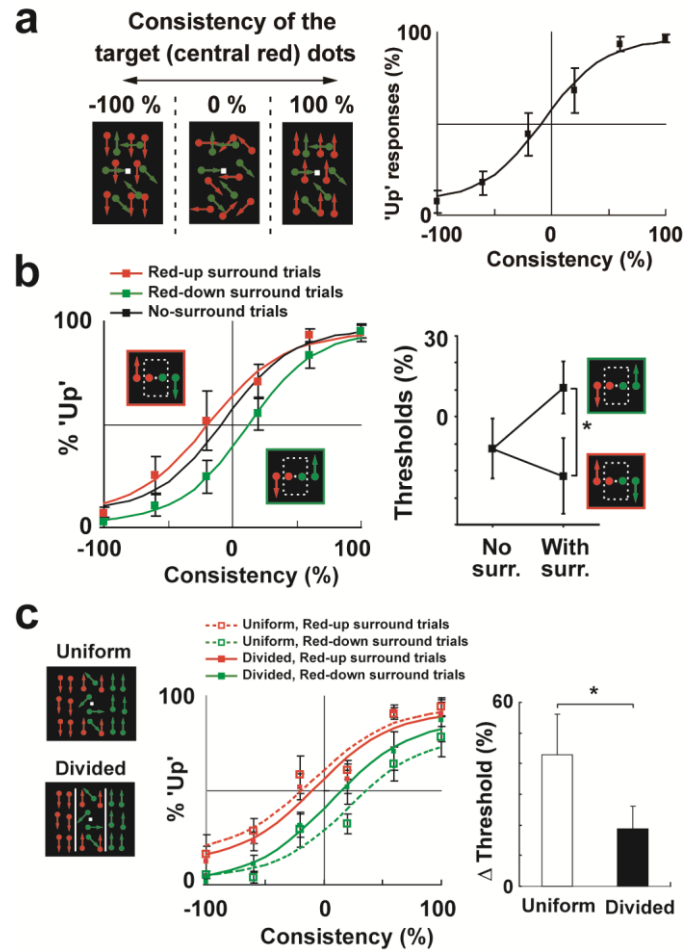 a
Consistency of the
target (central red) dots
-100 %
0 %
100 %
'Up' responses (%)
100
0
-100
0
100
Consistency (%)
b
Red-up surround trials
Red-down surround trials
No-surround trials
% 'Up'
100
0
-100
0
100
Consistency (%)
Thresholds (%)
30
0
*
No
surr.
With
surr.
c
Uniform
Divided
Uniform, Red-up surround trials
Uniform, Red-down surround trials
Divided, Red-up surround trials
Divided, Red-down surround trials
% 'Up'
100
0
-100
0
100
Consistency (%)
Δ Threshold (%)
60
0
*
Uniform
Divided